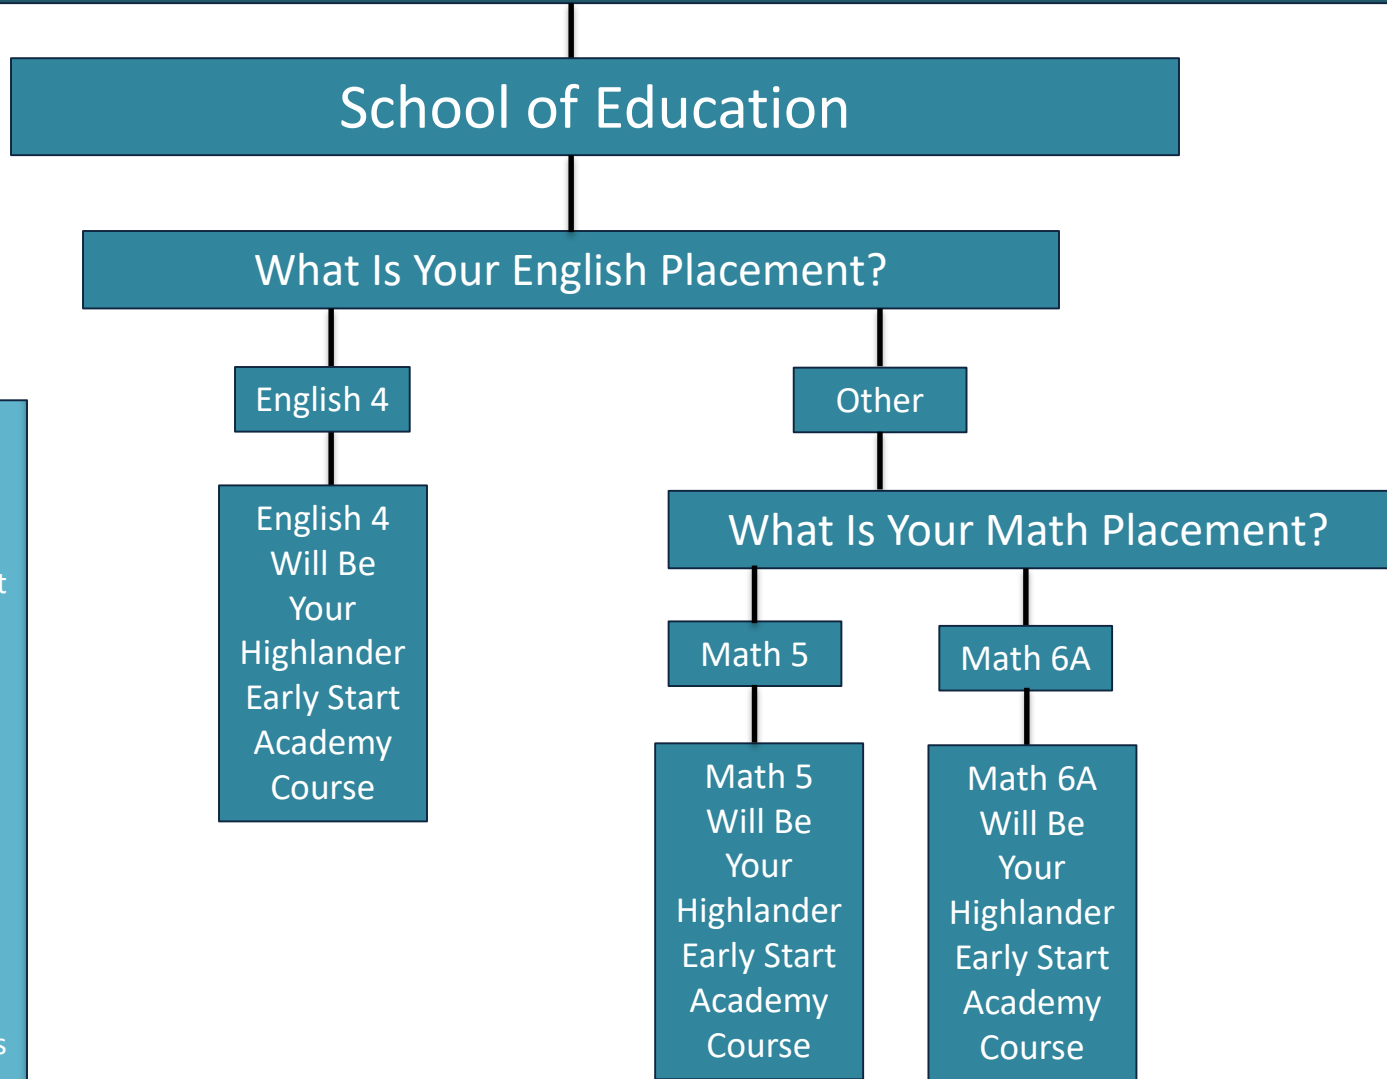 School of Education
What Is Your English Placement?
English 4
Other
English 4
Will Be
Your
Highlander
Early Start
Academy
Course
What Is Your Math Placement?
Math 5
Math 6A
Math 5
Will Be
Your
Highlander
Early Start
Academy
Course
Math 6A
Will Be
Your
Highlander
Early Start
Academy
Course